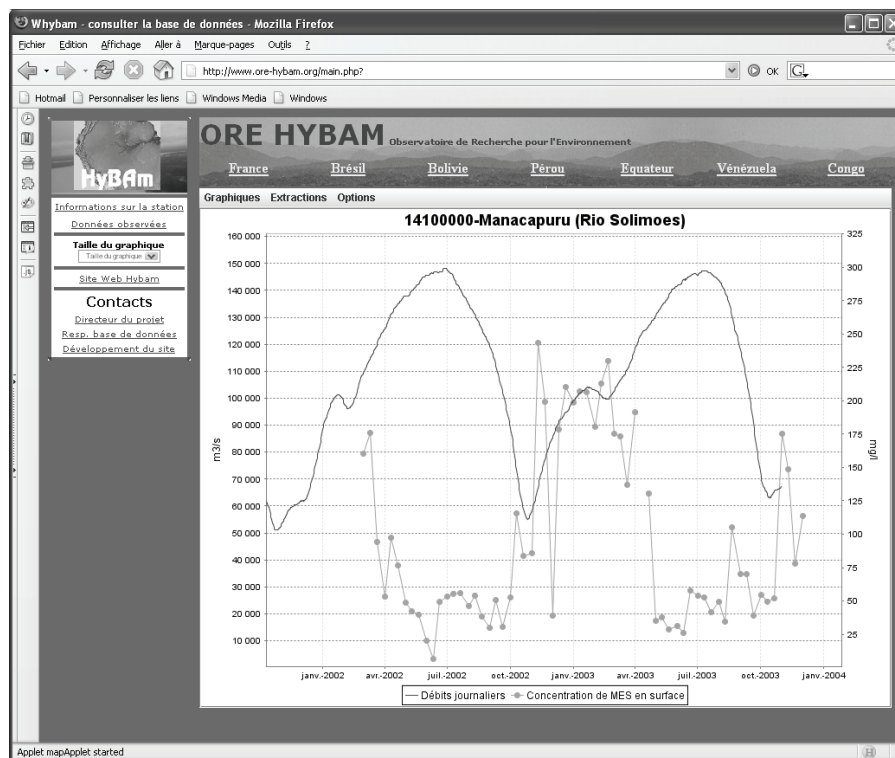 Whybam - consulter la base de données - Mozilla Firefox
Fichier Edition Affichage Aller à Marque-pages Outils ?
http://www.ore-hybam.org/main.php?
OK
G
Hotmail Personnaliser les liens Windows Media Windows
HyBAm
ORE HYBAM Observatoire de Recherche pour l'Environnement
France Brésil Bolivie Pérou Equateur Vénézuela Congo
Informations sur la station
Données observées
Taille du graphique
Taille du graphique
Site Web Hybam
Contacts
Directeur du projet
Resp. base de données
Développement du site
Graphiques Extractions Options
14100000-Manacapuru (Rio Solimoes)
160 000
150 000
140 000
130 000
120 000
110 000
100 000
90 000
80 000
70 000
60 000
50 000
40 000
30 000
20 000
10 000
m3/s
325
300
275
250
225
200
175
150
125
100
75
50
25
mg/l
janv.-2002 avr.-2002 juil.-2002 oct.-2002 janv.-2003 avr.-2003 juil.-2003 oct.-2003 janv.-2004
Débits journaliers Concentration de MES en surface
Applet mapApplet started